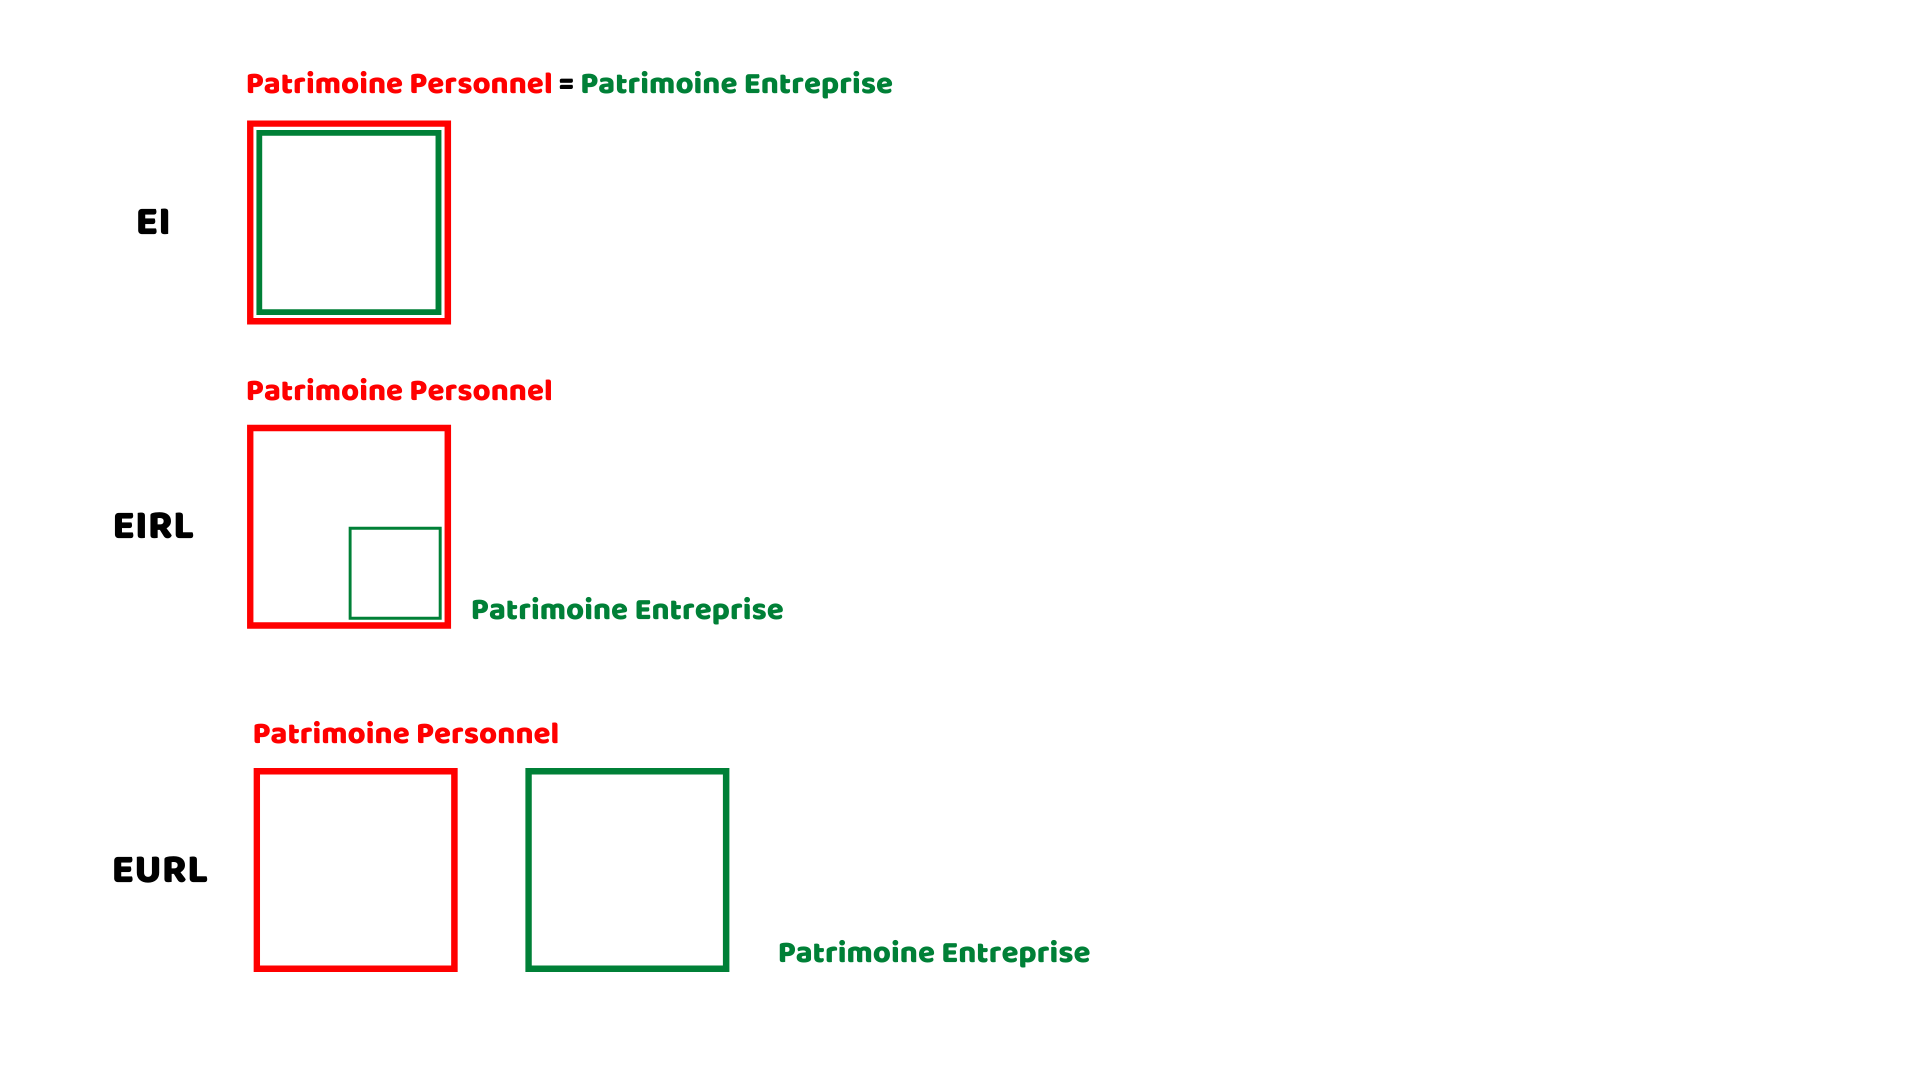 Patrimoine Personnel = Patrimoine Entreprise
EI
Patrimoine Personnel
EIRL
Patrimoine Entreprise
Patrimoine Personnel
EURL
Patrimoine Entreprise